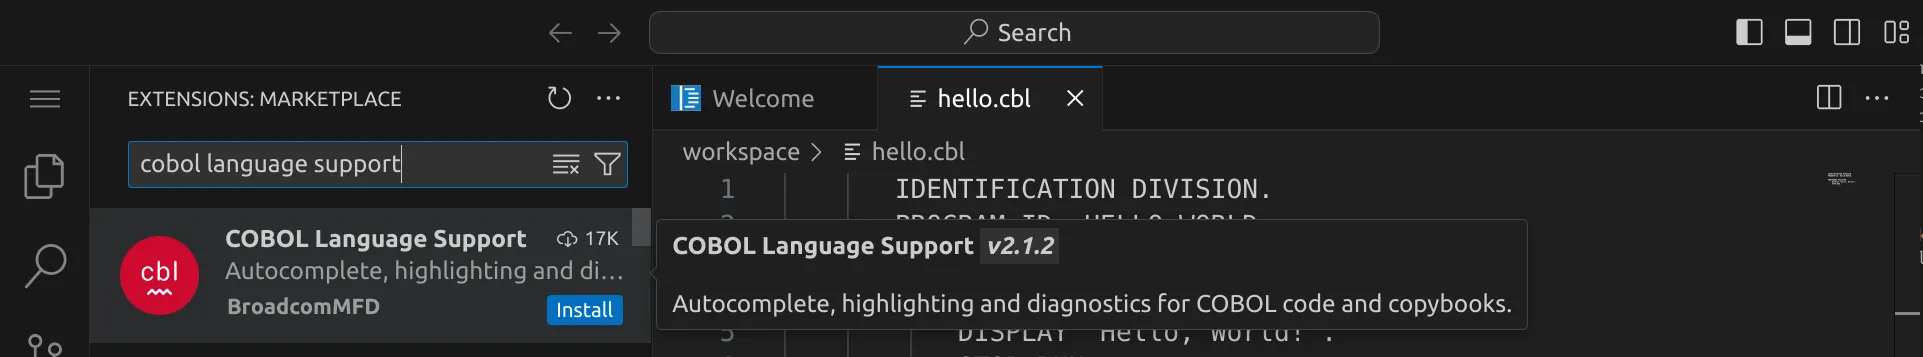 Search
EXTENSIONS: MARKETPLACE
cobol language support
cbl
COBOL Language Support 17K
Autocomplete, highlighting and di...
BroadcomMFD
Install
Welcome
hello.cbl
workspace > hello.cbl
1 IDENTIFICATION DIVISION.
COBOL Language Support v2.1.2
Autocomplete, highlighting and diagnostics for COBOL code and copybooks.
5 DISPLAY "Hello, World!".